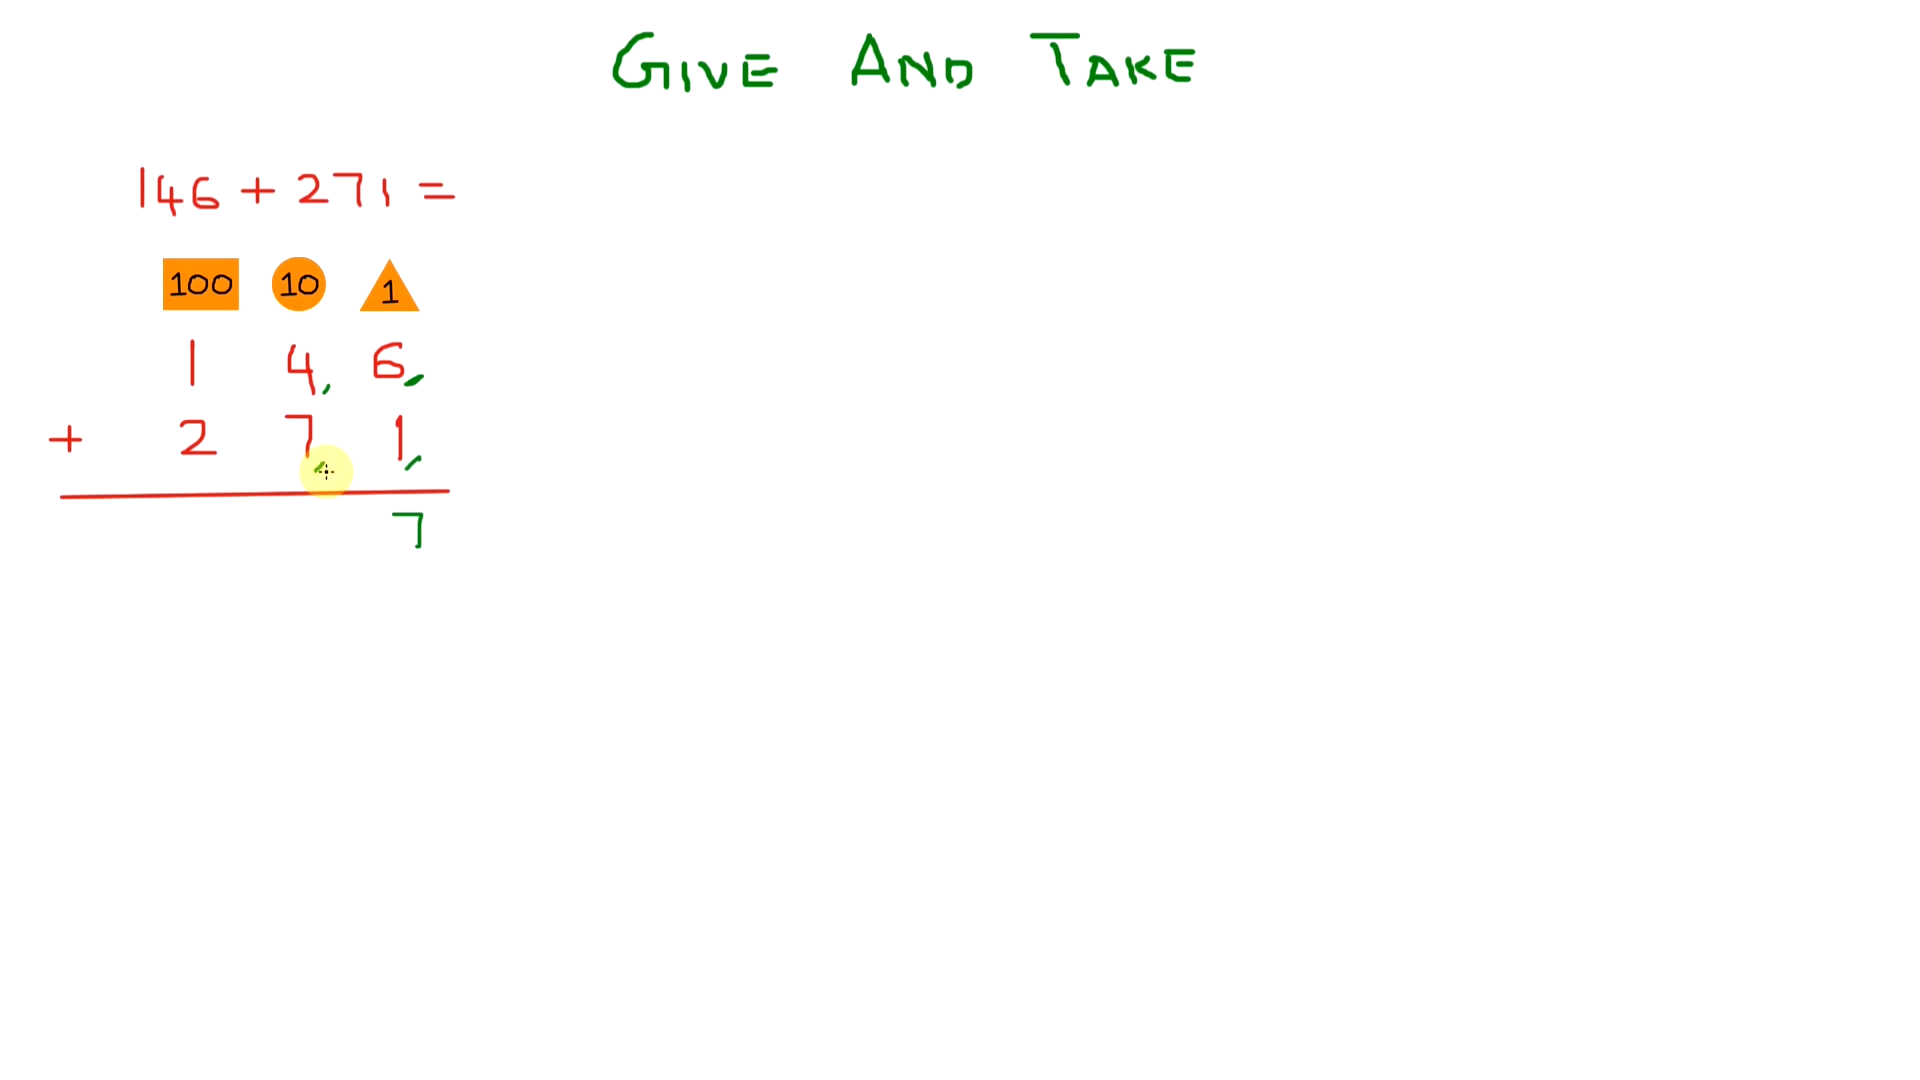 GIVE AND TAKE
146 + 271 =
100 10 1
1 4, 6,
+ 2 7, 1,
7